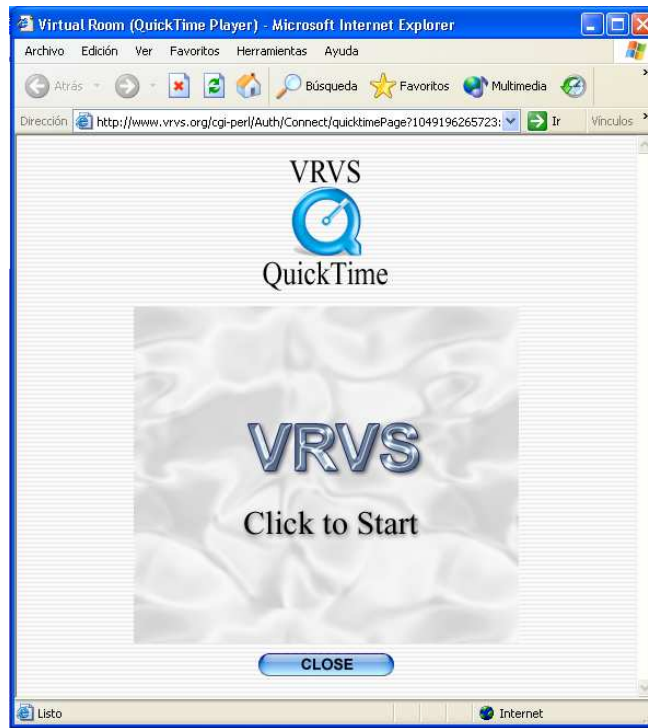 Virtual Room (QuickTime Player) - Microsoft Internet Explorer
Archivo Edición Ver Favoritos Herramientas Ayuda
Atrás Búsqueda Favoritos Multimedia »
Dirección http://www.vrvs.org/cgi-perl/Auth/Connect/quicktimePage?1049196265723: Ir Vínculos »
VRVS
QuickTime
VRVS
Click to Start
CLOSE
Listo Internet